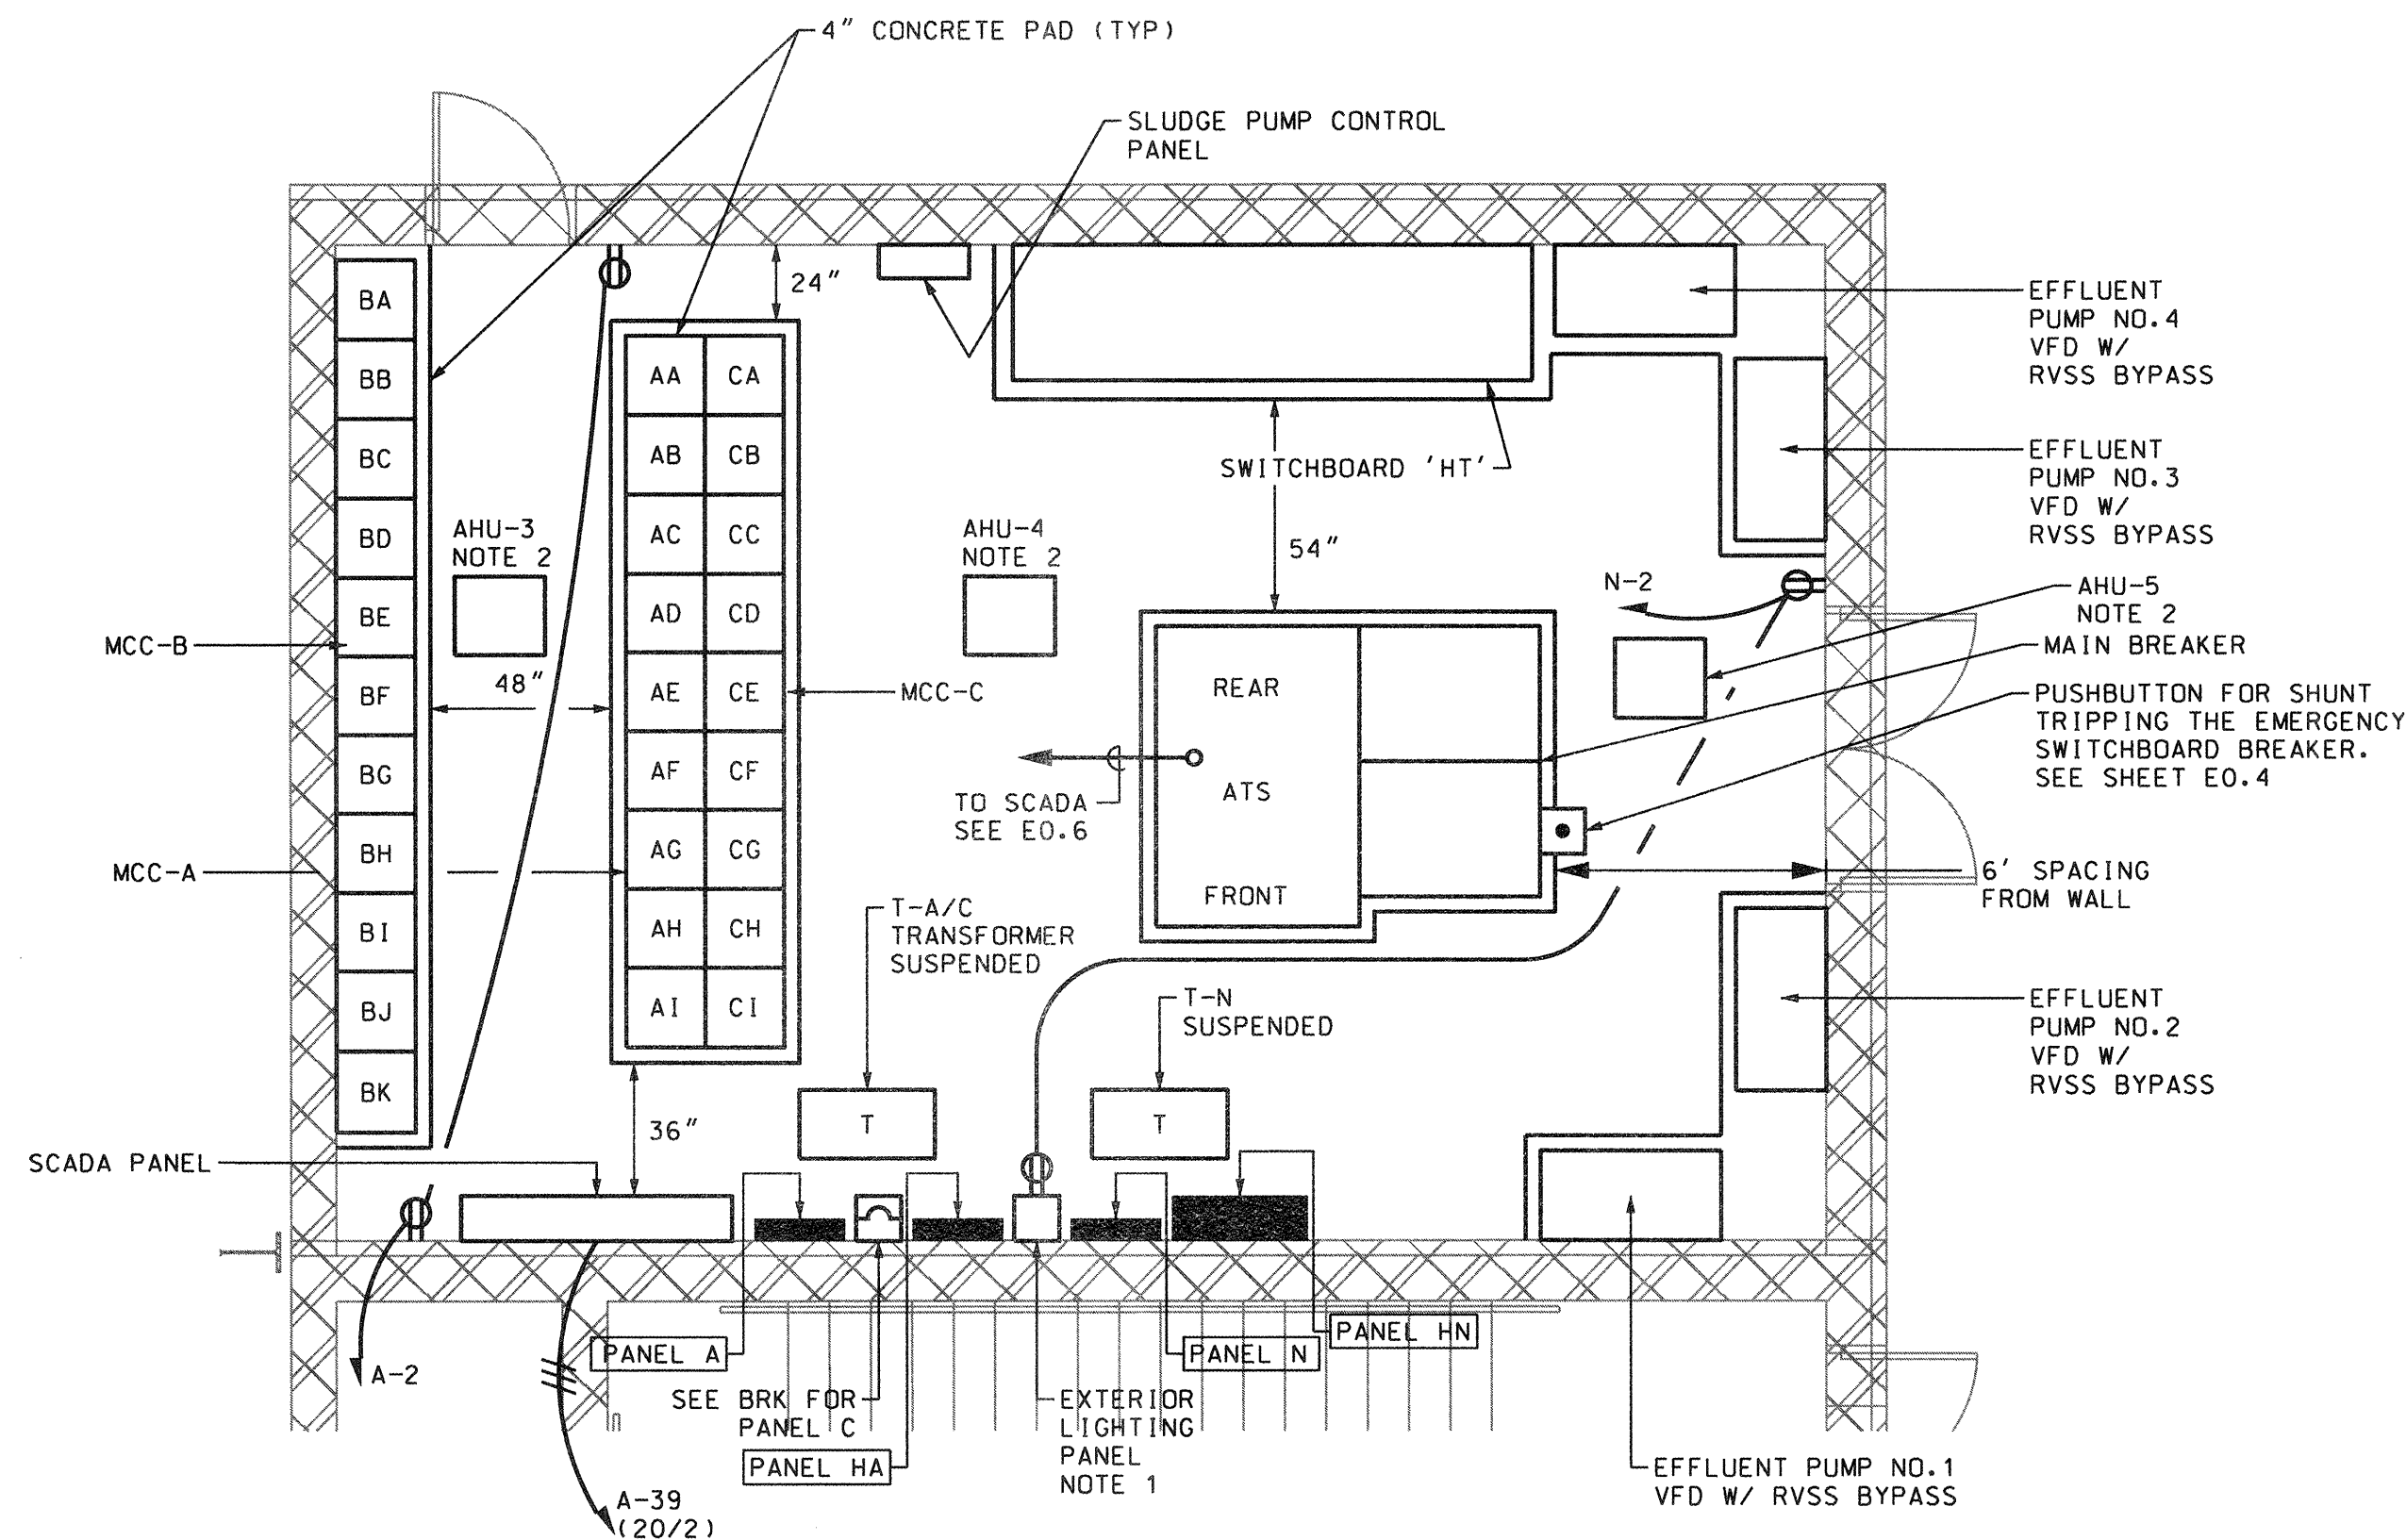 4" CONCRETE PAD (TYP)
SLUDGE PUMP CONTROL
PANEL
24"
BA
BB
BC
BD
BE
BF
BG
BH
BI
BJ
BK
AA CA
AB CB
AC CC
AD CD
AE CE
AF CF
AG CG
AH CH
AI CI
EFFLUENT
PUMP NO.4
VFD W/
RVSS BYPASS
EFFLUENT
PUMP NO.3
VFD W/
RVSS BYPASS
SWITCHBOARD 'HT'
54"
AHU-3
NOTE 2
AHU-4
NOTE 2
N-2
AHU-5
NOTE 2
MAIN BREAKER
MCC-B
48"
MCC-C
REAR
ATS
FRONT
PUSHBUTTON FOR SHUNT
TRIPPING THE EMERGENCY
SWITCHBOARD BREAKER.
SEE SHEET E0.4
TO SCADA
SEE E0.6
MCC-A
6' SPACING
FROM WALL
T-A/C
TRANSFORMER
SUSPENDED
T-N
SUSPENDED
EFFLUENT
PUMP NO.2
VFD W/
RVSS BYPASS
T
T
36"
SCADA PANEL
PANEL A
PANEL N
PANEL HN
A-2
SEE BRK FOR
PANEL C
PANEL HA
EXTERIOR
LIGHTING
PANEL
NOTE 1
EFFLUENT PUMP NO.1
VFD W/ RVSS BYPASS
A-39
(20/2)